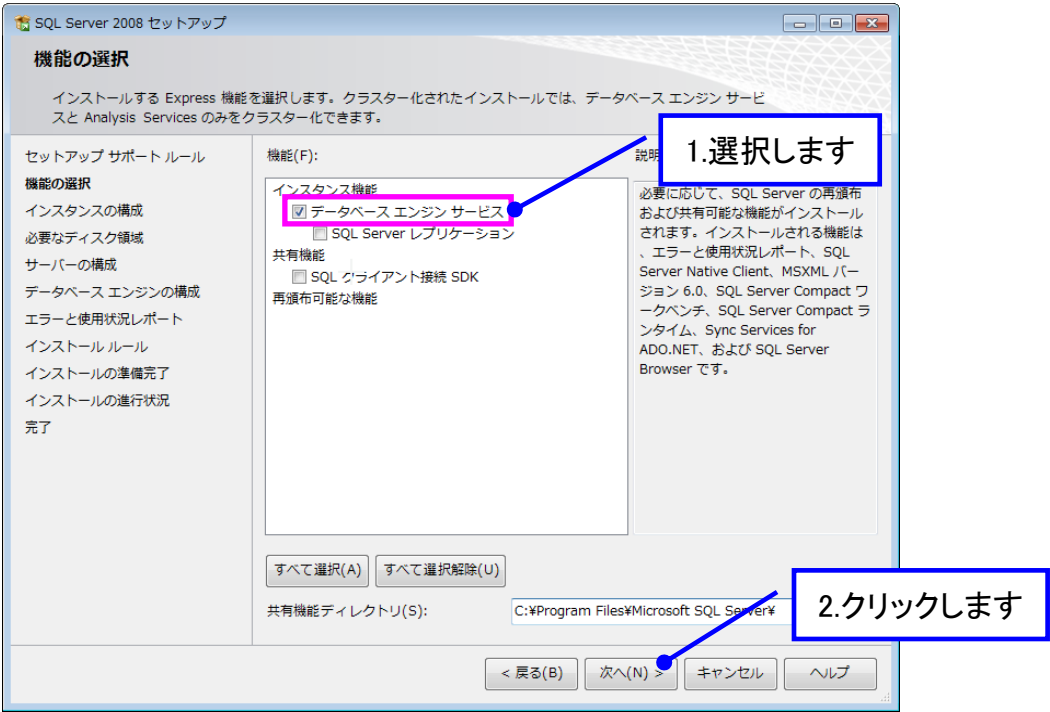 SQL Server 2008 セットアップ
機能の選択
インストールする Express 機能を選択します。クラスター化されたインストールでは、データベース エンジン サービ
スと Analysis Services のみをクラスター化できます。
1.選択します
セットアップ サポート ルール
機能の選択
インスタンスの構成
必要なディスク領域
サーバーの構成
データベース エンジンの構成
エラーと使用状況レポート
インストール ルール
インストールの準備完了
インストールの進行状況
完了
機能(F):
インスタンス機能
データベース エンジン サービス
SQL Server レプリケーション
共有機能
SQL クライアント接続 SDK
再頒布可能な機能
説明
必要に応じて、SQL Server の再頒布
および共有可能な機能がインストール
されます。インストールされる機能は
、エラーと使用状況レポート、SQL
Server Native Client、MSXML バー
ジョン 6.0、SQL Server Compact ワ
ークベンチ、SQL Server Compact ラ
ンタイム、Sync Services for
ADO.NET、および SQL Server
Browser です。
すべて選択(A)
すべて選択解除(U)
共有機能ディレクトリ(S):
C:¥Program Files¥Microsoft SQL Server¥
2.クリックします
< 戻る(B)
次へ(N) >
キャンセル
ヘルプ